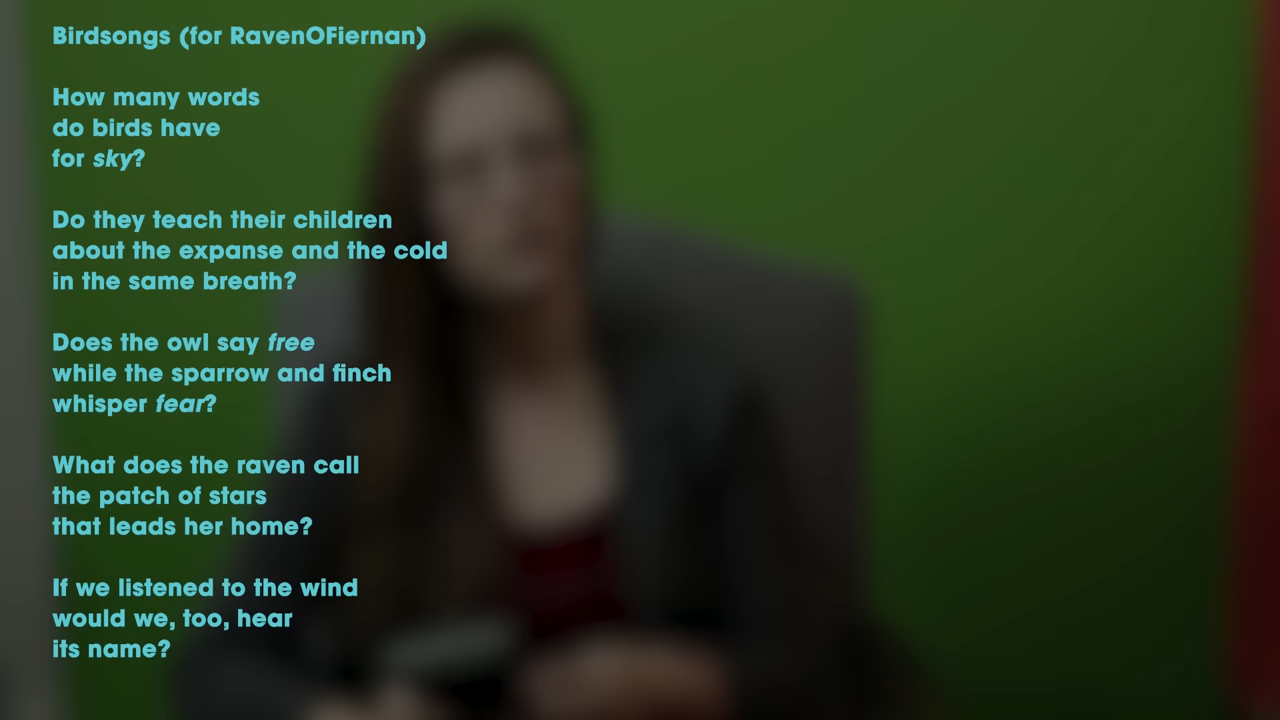 Birdsongs (for RavenOFiernan)
How many words
do birds have
for sky?
Do they teach their children
about the expanse and the cold
in the same breath?
Does the owl say free
while the sparrow and finch
whisper fear?
What does the raven call
the patch of stars
that leads her home?
If we listened to the wind
would we, too, hear
its name?